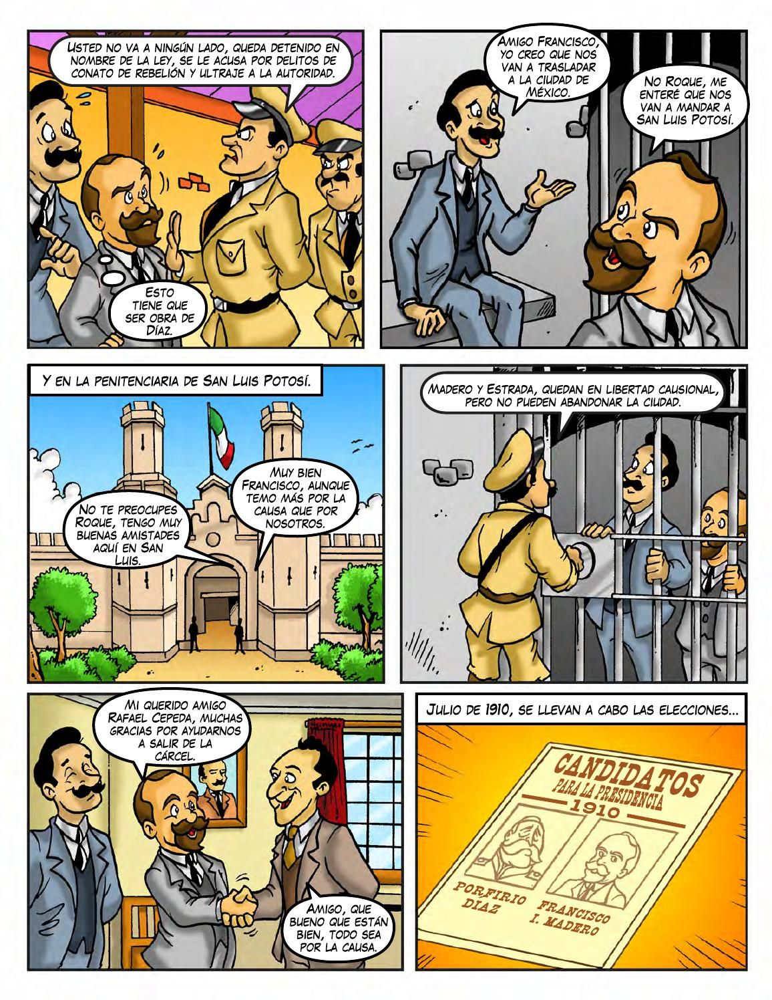 Usted no va a ningún lado, queda detenido en
nombre de la ley, se le acusa por delitos de
conato de rebelión y ultraje a la autoridad.
Esto
tiene que
ser obra de
Díaz.
Amigo Francisco,
yo creo que nos
van a trasladar
a la ciudad de
México.
No Roque, me
enteré que nos
van a mandar a
San Luis Potosí.
Y en la penitenciaria de San Luis Potosí.
No te preocupes
Roque, tengo muy
buenas amistades
aquí en San
Luis.
Muy bien
Francisco, aunque
temo más por la
causa que por
nosotros.
Madero y Estrada, quedan en libertad causional,
pero no pueden abandonar la ciudad.
Mi querido amigo
Rafael Cepeda, muchas
gracias por ayudarnos
a salir de la
cárcel.
Amigo, que
bueno que están
bien, todo sea
por la causa.
Julio de 1910, se llevan a cabo las elecciones...
CANDIDATOS
PARA LA PRESIDENCIA
1910
PORFIRIO
DIAZ
FRANCISCO
I. MADERO